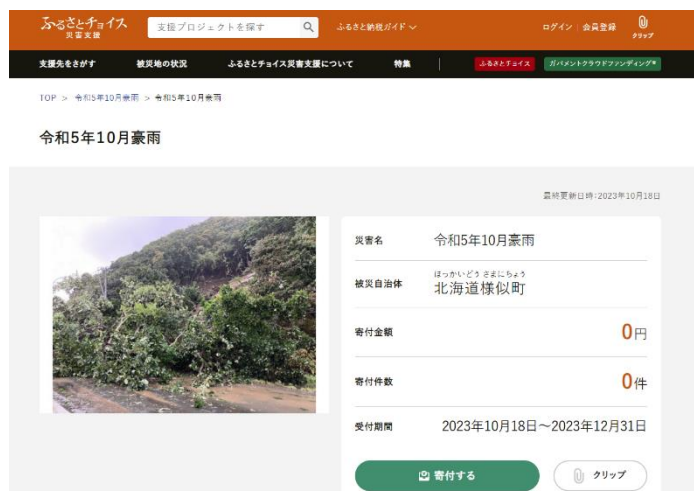 ふるさとチョイス
災害支援
支援プロジェクトを探す
ふるさと納税ガイド
ログイン
会員登録
クリップ
支援先をさがす
被災地の状況
ふるさとチョイス災害支援について
特集
ふるさとチョイス
ガバメントクラウドファンディング®
TOP > 令和5年10月豪雨 > 令和5年10月豪雨
令和5年10月豪雨
最終更新日時:2023年10月18日
災害名 令和5年10月豪雨
ほっかいどうさまにちょう
被災自治体 北海道様似町
寄付金額 0円
寄付件数 0件
受付期間 2023年10月18日～2023年12月31日
寄付する
クリップ